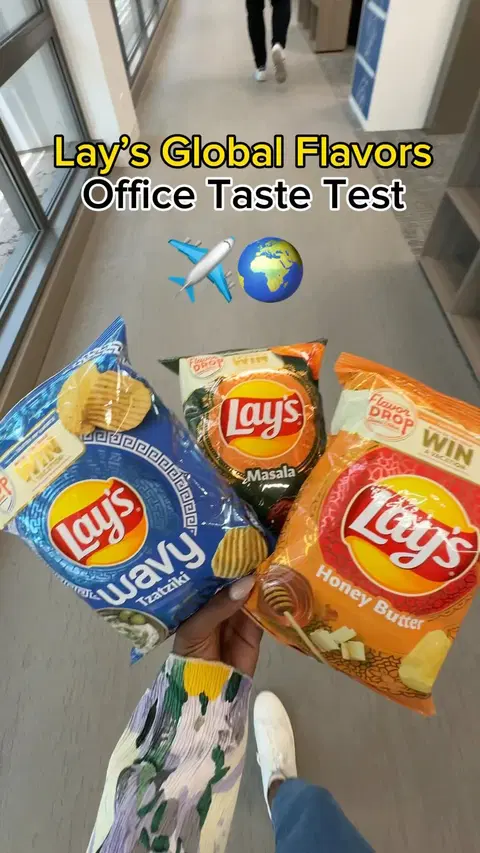 Lay's Global Flavors
Office Taste Test
WIN
Lay's
wavy
Tzatziki
Flavor
DROP
WIN
Lay's
Masala
Flavor
DROP
WIN
A VACATION
Lay's
Honey Butter